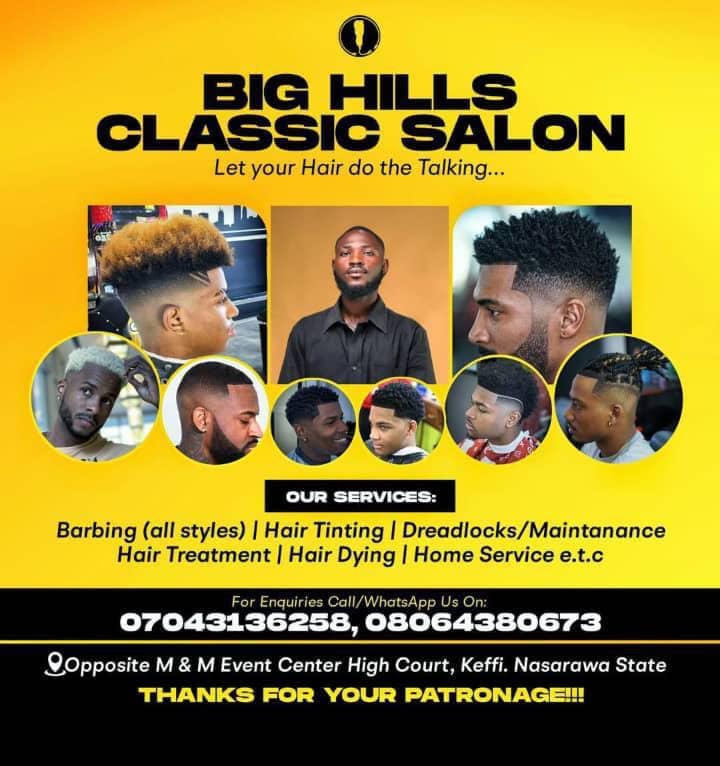 BIG HILLS
CLASSIC SALON
Let your Hair do the Talking...
OUR SERVICES:
Barbing (all styles) | Hair Tinting | Dreadlocks/Maintanance
Hair Treatment | Hair Dying | Home Service e.t.c
For Enquiries Call/WhatsApp Us On:
07043136258, 08064380673
Opposite M & M Event Center High Court, Keffi. Nasarawa State
THANKS FOR YOUR PATRONAGE!!!